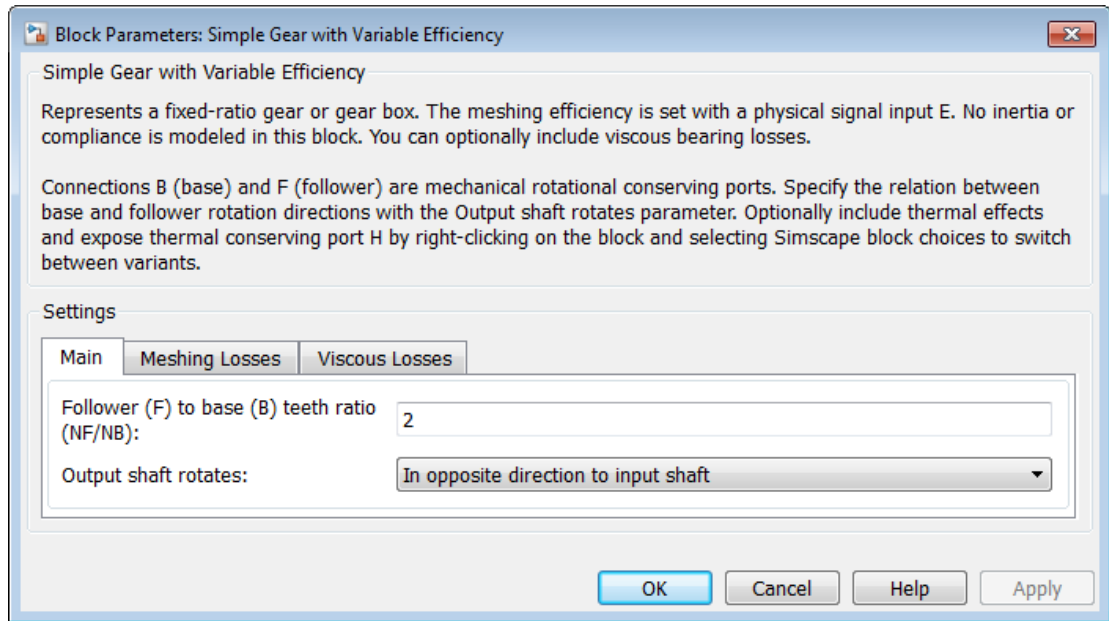 Block Parameters: Simple Gear with Variable Efficiency
Simple Gear with Variable Efficiency
Represents a fixed-ratio gear or gear box. The meshing efficiency is set with a physical signal input E. No inertia or
compliance is modeled in this block. You can optionally include viscous bearing losses.
Connections B (base) and F (follower) are mechanical rotational conserving ports. Specify the relation between
base and follower rotation directions with the Output shaft rotates parameter. Optionally include thermal effects
and expose thermal conserving port H by right-clicking on the block and selecting Simscape block choices to switch
between variants.
Settings
Main Meshing Losses Viscous Losses
Follower (F) to base (B) teeth ratio
(NF/NB):
2
Output shaft rotates: In opposite direction to input shaft
OK Cancel Help Apply